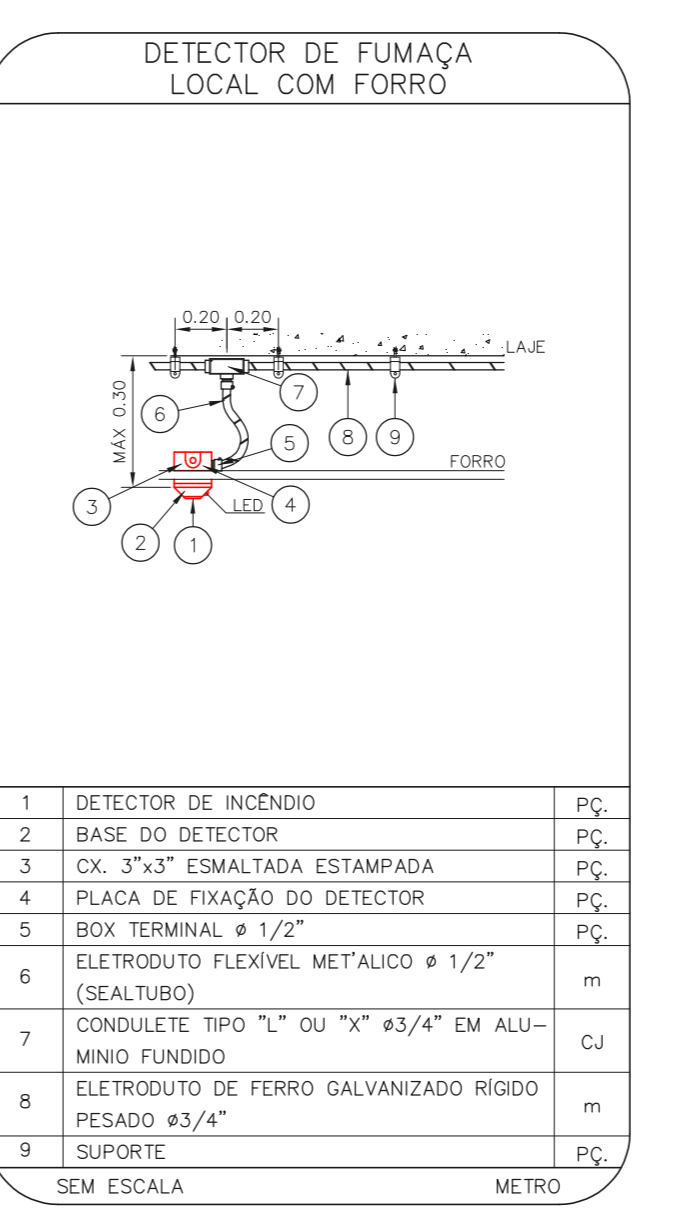 DETECTOR DE FUMAÇA
LOCAL COM FORRO
0.20 0.20
LAJE
MÁX 0.30
7
6
8
9
5
FORRO
3
LED
4
2
1
1 DETECTOR DE INCÊNDIO PÇ.
2 BASE DO DETECTOR PÇ.
3 CX. 3”x3” ESMALTADA ESTAMPADA PÇ.
4 PLACA DE FIXAÇÃO DO DETECTOR PÇ.
5 BOX TERMINAL ø 1/2” PÇ.
6 ELETRODUTO FLEXÍVEL MET'ALICO ø 1/2”
(SEALTUBO) m
7 CONDULETE TIPO ”L” OU ”X” ø3/4” EM ALU–
MINIO FUNDIDO CJ
8 ELETRODUTO DE FERRO GALVANIZADO RÍGIDO
PESADO ø3/4” m
9 SUPORTE PÇ.
SEM ESCALA METRO